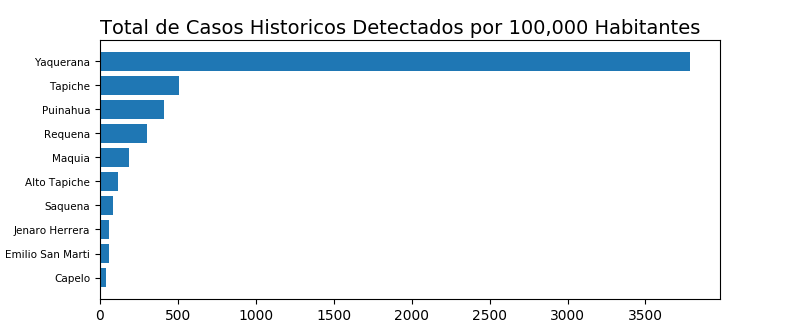 Total de Casos Historicos Detectados por 100,000 Habitantes
Yaquerana
Tapiche
Puinahua
Requena
Maquia
Alto Tapiche
Saquena
Jenaro Herrera
Emilio San Marti
Capelo
0 500 1000 1500 2000 2500 3000 3500